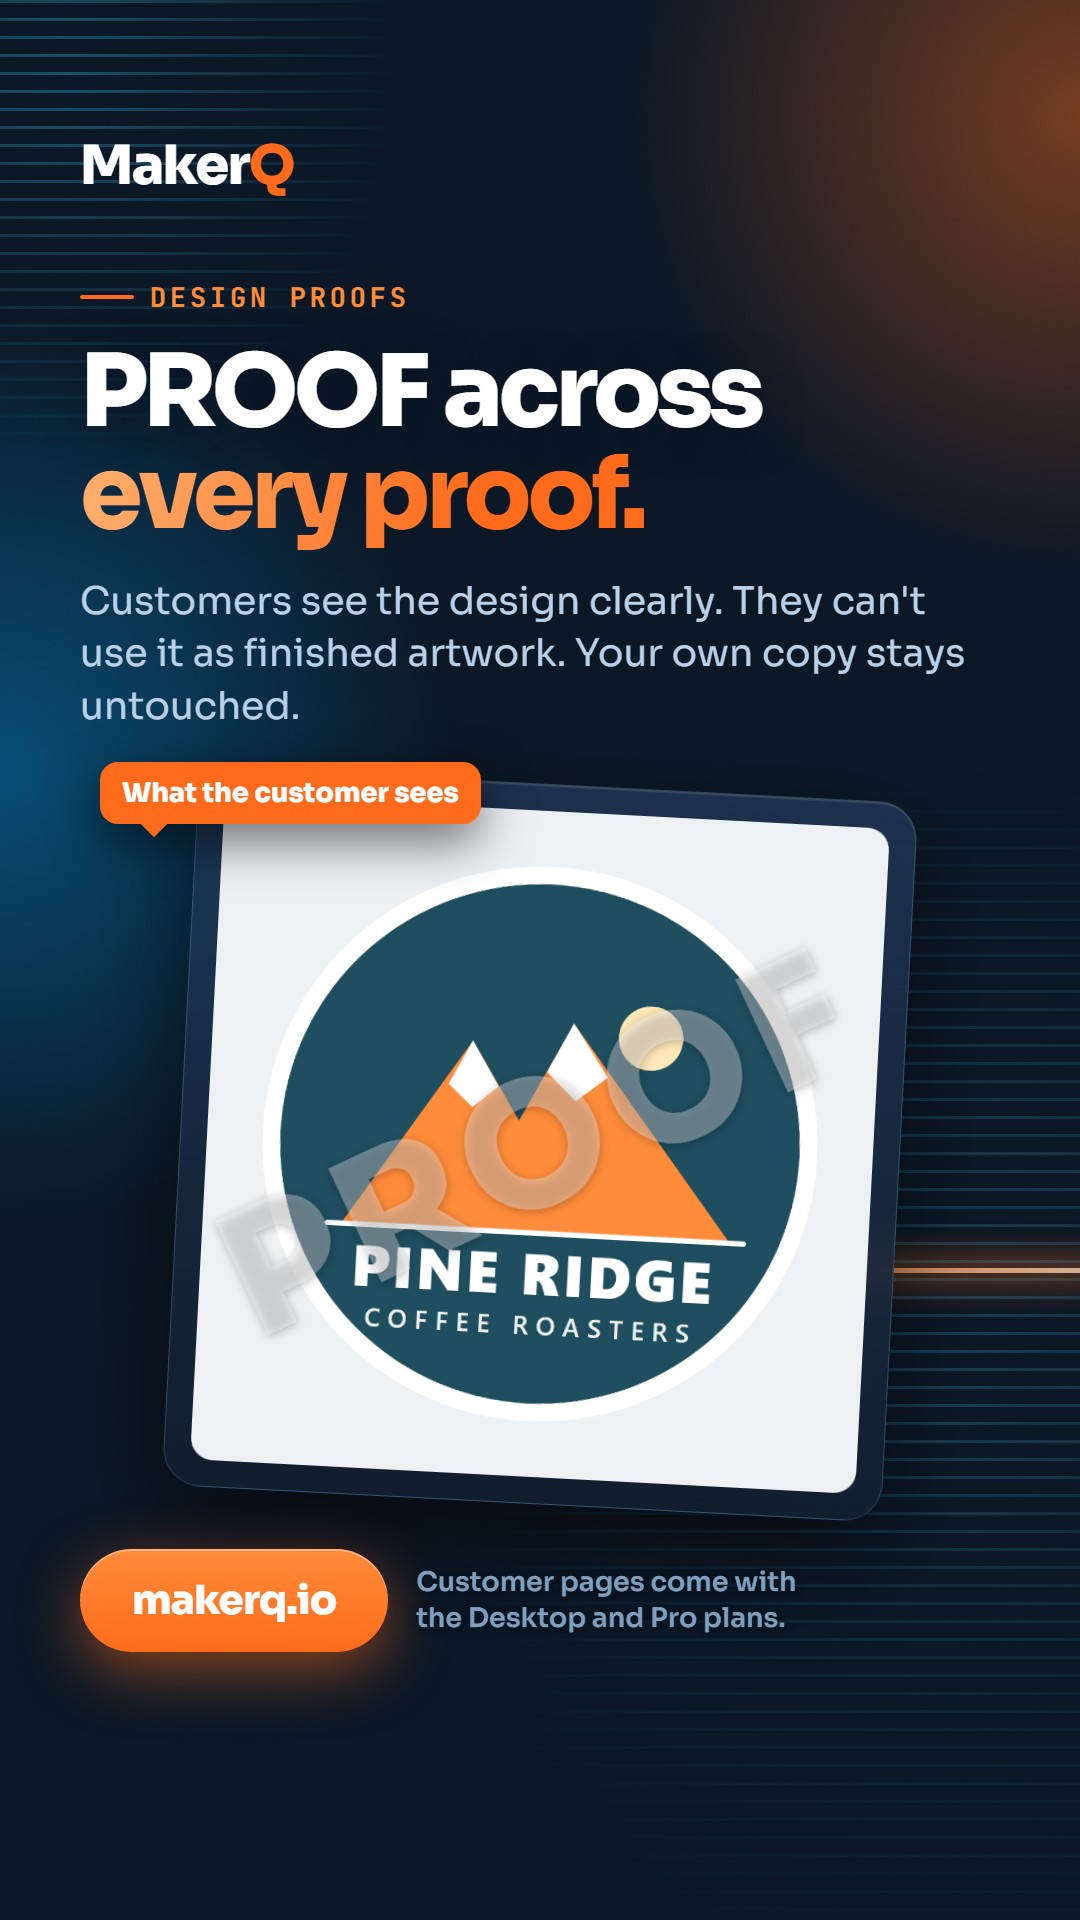 MakerQ
DESIGN PROOFS
PROOF across
every proof.
Customers see the design clearly. They can't
use it as finished artwork. Your own copy stays
untouched.
What the customer sees
PROOF
PINE RIDGE
COFFEE ROASTERS
makerq.io
Customer pages come with
the Desktop and Pro plans.